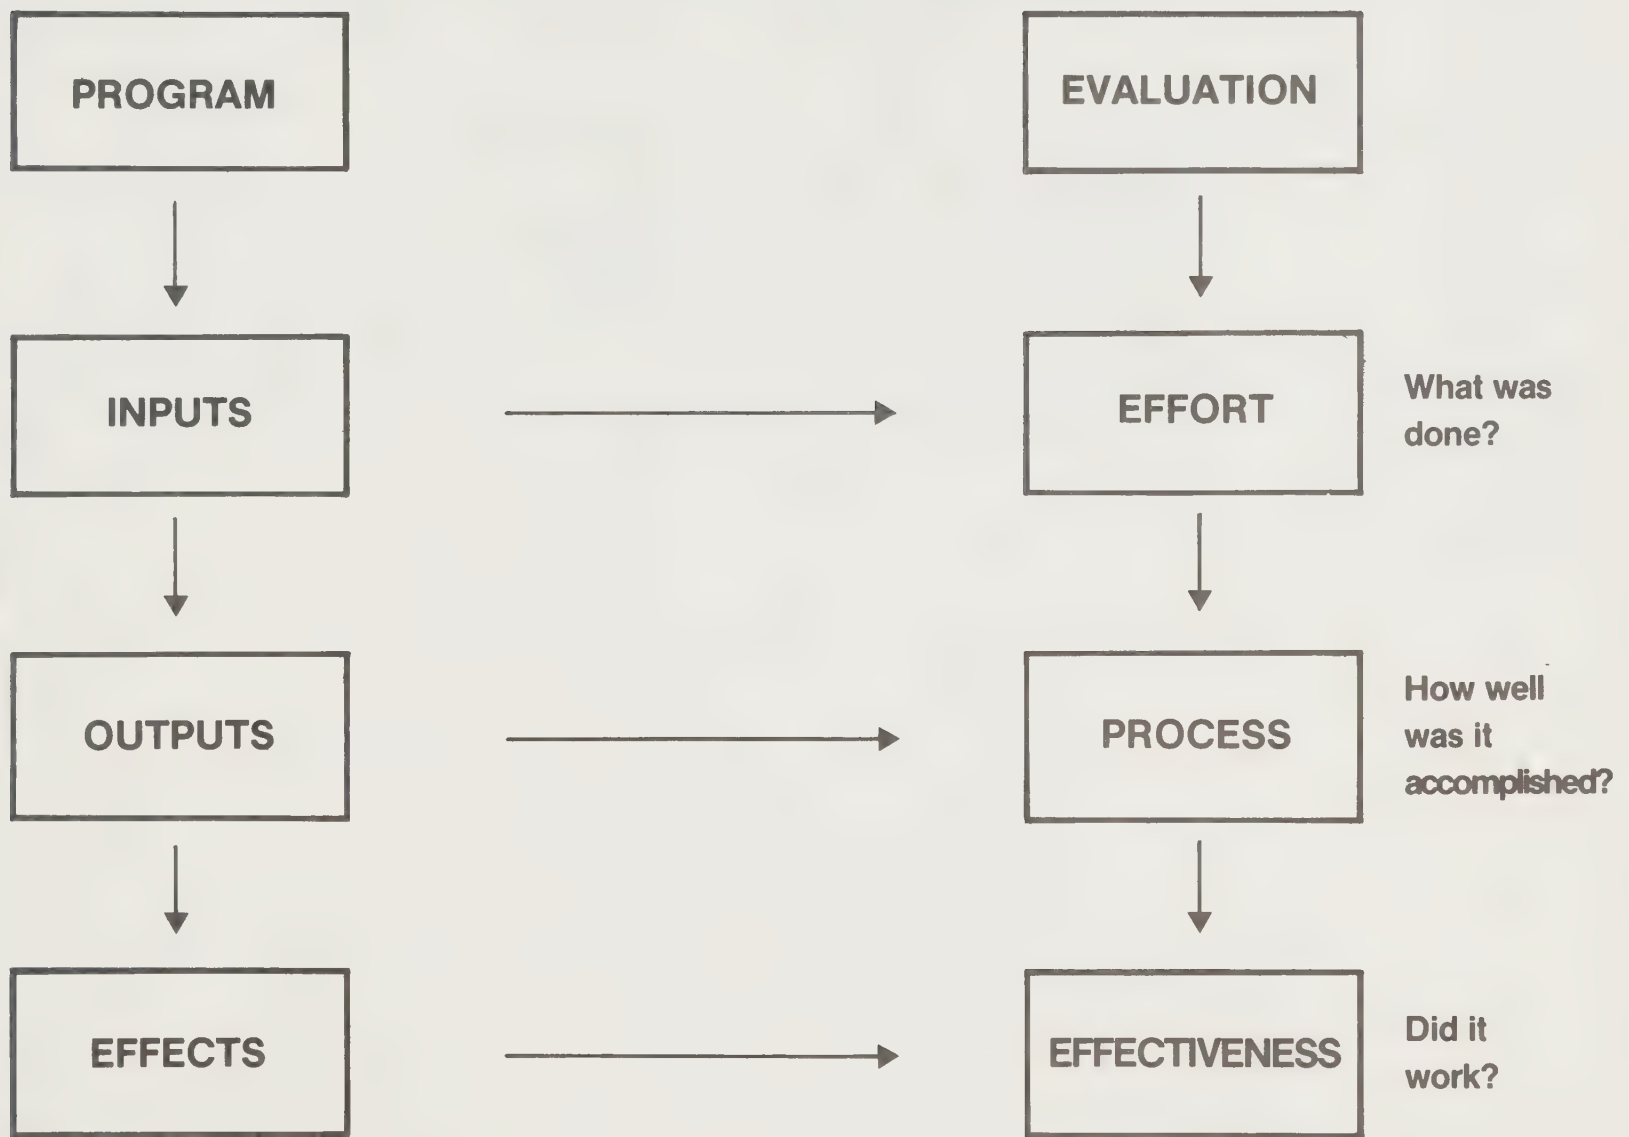 PROGRAM
EVALUATION
INPUTS
EFFORT
What was
done?
OUTPUTS
PROCESS
How well
was it
accomplished?
EFFECTS
EFFECTIVENESS
Did it
work?